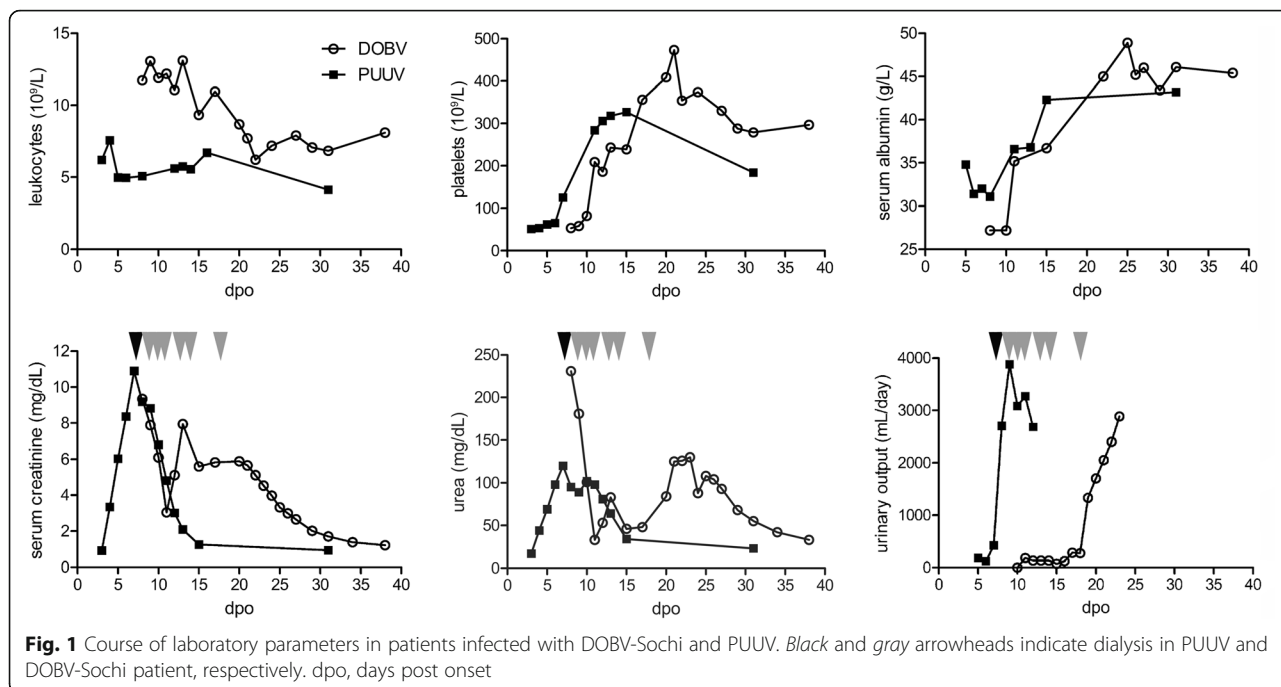 leukocytes (10⁹/L)
15
10
5
0
0 5 10 15 20 25 30 35 40
dpo
DOBV
PUUV
platelets (10⁹/L)
500
400
300
200
100
0
0 5 10 15 20 25 30 35 40
dpo
serum albumin (g/L)
50
45
40
35
30
25
0 5 10 15 20 25 30 35 40
dpo
serum creatinine (mg/dL)
12
10
8
6
4
2
0
0 5 10 15 20 25 30 35 40
dpo
urea (mg/dL)
250
200
150
100
50
0
0 5 10 15 20 25 30 35 40
dpo
urinary output (mL/day)
4000
3000
2000
1000
0
0 5 10 15 20 25 30 35 40
dpo
Fig. 1 Course of laboratory parameters in patients infected with DOBV-Sochi and PUUV. Black and gray arrowheads indicate dialysis in PUUV and
DOBV-Sochi patient, respectively. dpo, days post onset